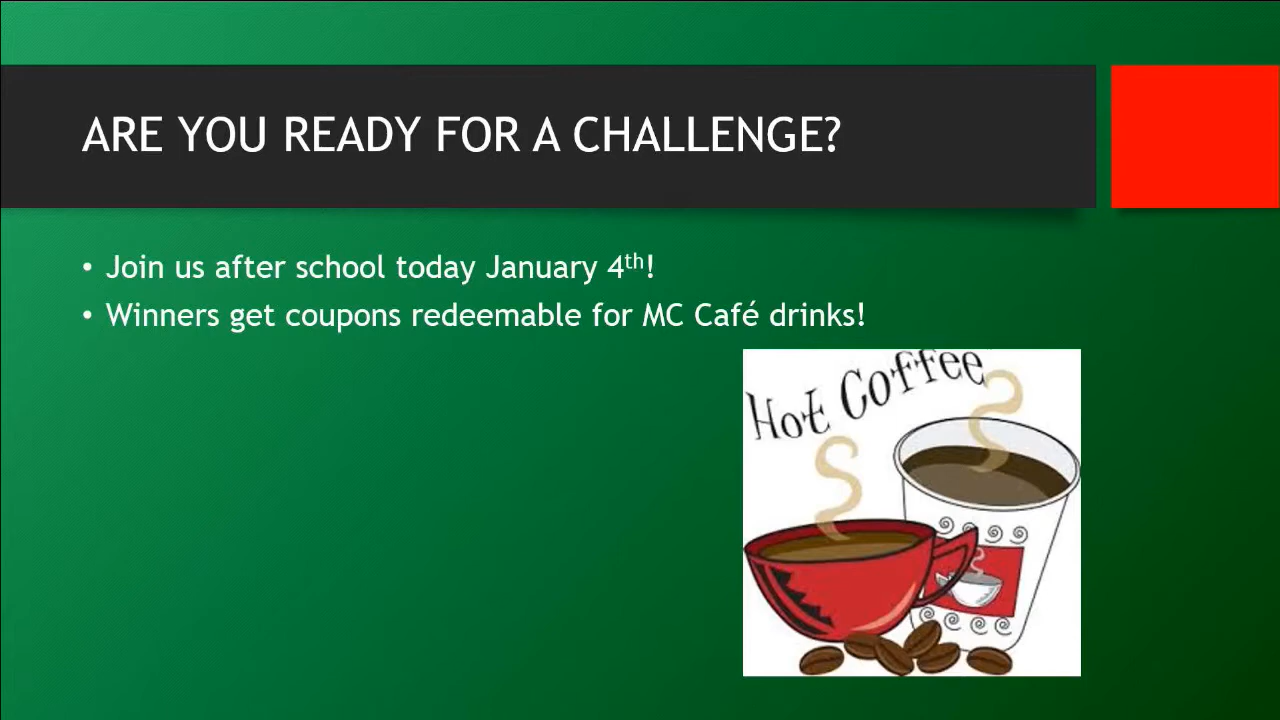 ARE YOU READY FOR A CHALLENGE?
• Join us after school today January 4th!
• Winners get coupons redeemable for MC Café drinks!
Hot Coffee